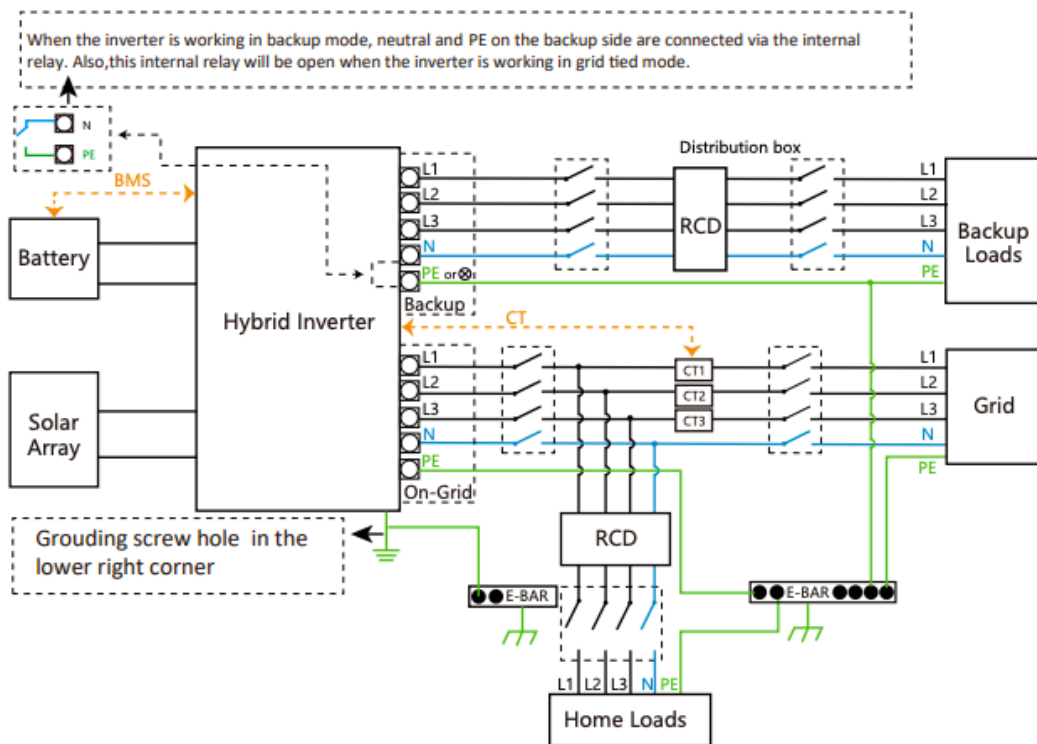 When the inverter is working in backup mode, neutral and PE on the backup side are connected via the internal
relay. Also,this internal relay will be open when the inverter is working in grid tied mode.
N
PE
BMS
Battery
Solar
Array
Hybrid Inverter
L1
L2
L3
N
PE or
Backup
Distribution box
RCD
L1
L2
L3
N
PE
Backup
Loads
CT
L1
L2
L3
N
PE
On-Grid
CT1
CT2
CT3
L1
L2
L3
N
PE
Grid
Grounding screw hole in the
lower right corner
RCD
E-BAR
E-BAR
L1 L2 L3 N PE
Home Loads